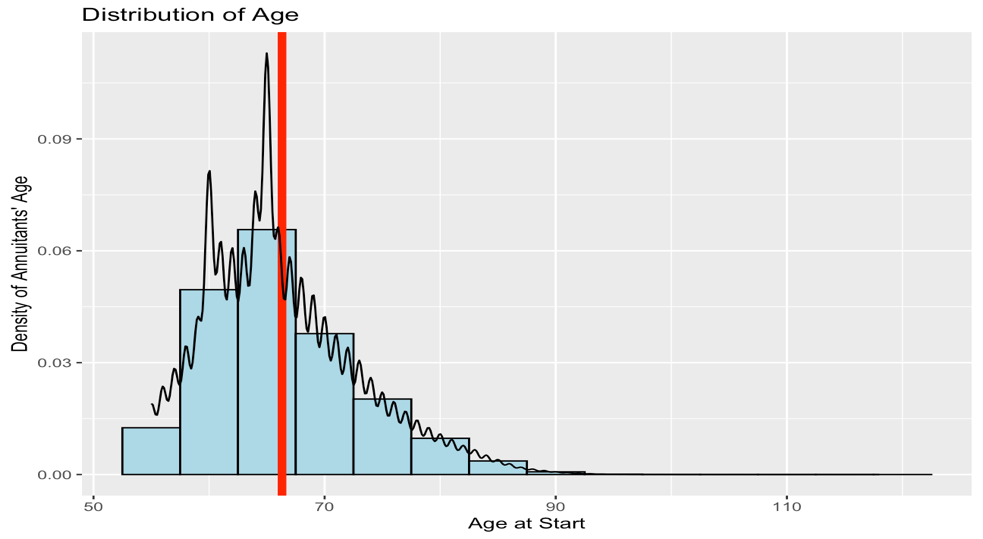 Distribution of Age
Density of Annuitants' Age
0.09
0.06
0.03
0.00
50 70 90 110
Age at Start